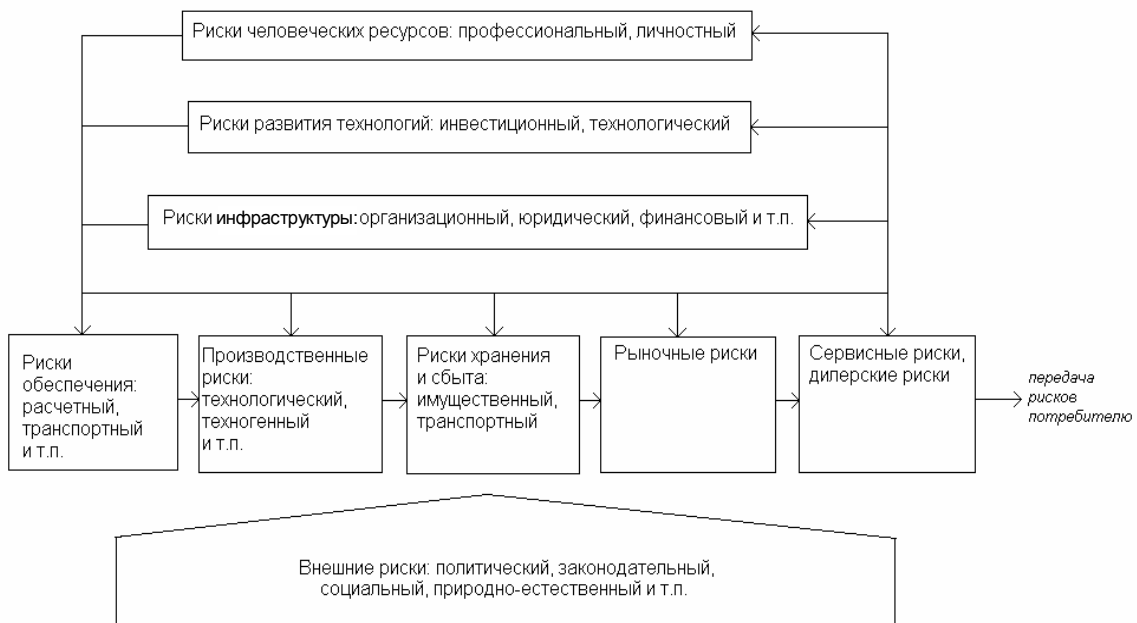 Риски человеческих ресурсов: профессиональный, личностный
Риски развития технологий: инвестиционный, технологический
Риски инфраструктуры: организационный, юридический, финансовый и т.п.
Риски
обеспечения:
расчетный,
транспортный
и т.п.
Производственные
риски:
технологический,
техногенный
и т.п.
Риски хранения
и сбыта:
имущественный,
транспортный
Рыночные риски
Сервисные риски,
дилерские риски
передача
рисков
потребителю
Внешние риски: политический, законодательный,
социальный, природно-естественный и т.п.